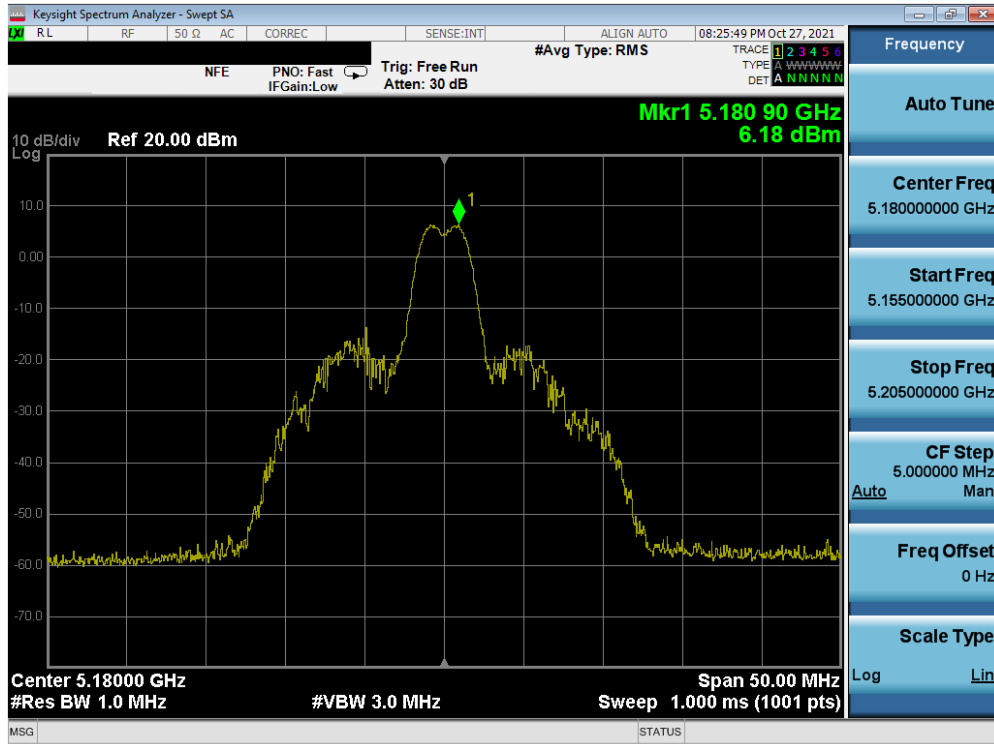 Keysight Spectrum Analyzer - Swept SA
LXI RL RF 50 Ω AC CORREC SENSE:INT ALIGN AUTO 08:25:49 PM Oct 27, 2021
NFE PNO: Fast IFGain:Low Trig: Free Run Atten: 30 dB #Avg Type: RMS
TRACE 1 2 3 4 5 6
TYPE A WWWWW
DET A N N N N N
Mkr1 5.180 90 GHz
6.18 dBm
10 dB/div Ref 20.00 dBm
Log
1
10.0
0.00
-10.0
-20.0
-30.0
-40.0
-50.0
-60.0
-70.0
Center 5.18000 GHz Span 50.00 MHz
#Res BW 1.0 MHz #VBW 3.0 MHz Sweep 1.000 ms (1001 pts)
MSG STATUS
Frequency
Auto Tune
Center Freq
5.180000000 GHz
Start Freq
5.155000000 GHz
Stop Freq
5.205000000 GHz
CF Step
5.000000 MHz
Auto Man
Freq Offset
0 Hz
Scale Type
Log Lin